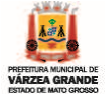 PREFEITURA MUNICIPAL DE
VÁRZEA GRANDE
ESTADO DE MATO GROSSO